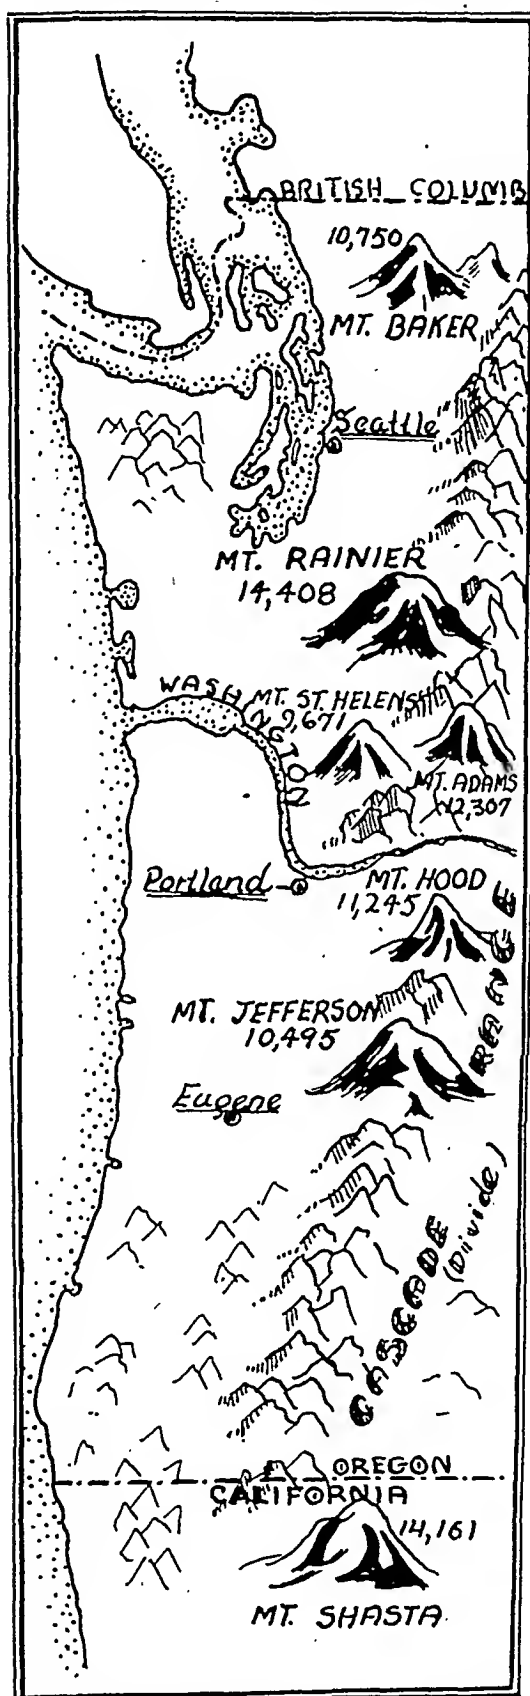 BRITISH COLUMB
10,750
MT. BAKER
Seattle
MT. RAINIER
14,408
WASHINGTON
MT. ST. HELENS
9,671
MT. ADAMS
12,307
Portland
MT. HOOD
11,245
MT. JEFFERSON
10,495
Eugene
CASCADE RANGE
(Divide)
OREGON
CALIFORNIA
14,161
MT. SHASTA